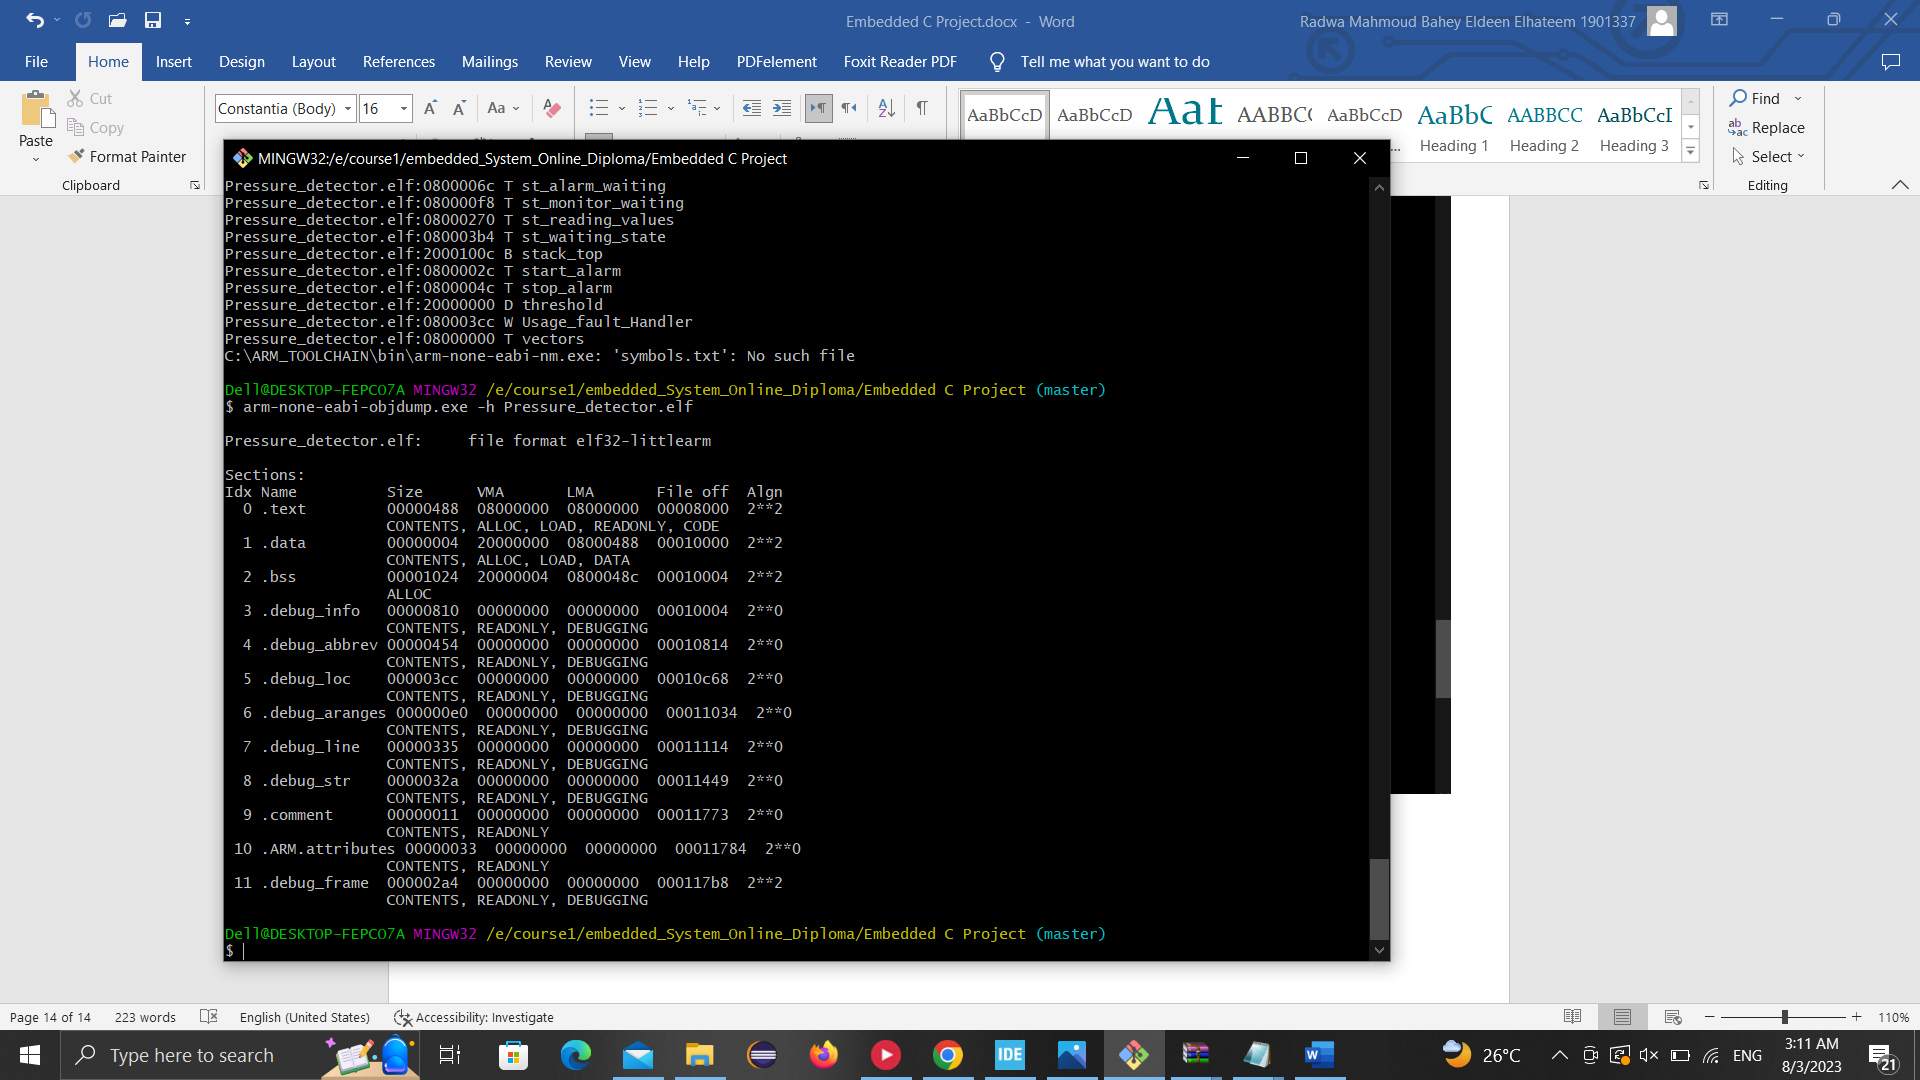 Embedded C Project.docx - Word
Radwa Mahmoud Bahey Eldeen Elhateem 1901337
File Home Insert Design Layout References Mailings Review View Help PDFelement Foxit Reader PDF Tell me what you want to do
Paste
Cut
Copy
Format Painter
Clipboard
Constantia (Body) 16 Aa
AaBbCcD AaBbCcD AaBbCcD AaBbC AABBCC AaBbCcI
... Heading 1 Heading 2 Heading 3
Find
Replace
Select
Editing
MINGW32:/e/course1/embedded_System_Online_Diploma/Embedded C Project
Pressure_detector.elf:0800006c T st_alarm_waiting
Pressure_detector.elf:080000f8 T st_monitor_waiting
Pressure_detector.elf:08000270 T st_reading_values
Pressure_detector.elf:080003b4 T st_waiting_state
Pressure_detector.elf:2000100c B stack_top
Pressure_detector.elf:0800002c T start_alarm
Pressure_detector.elf:0800004c T stop_alarm
Pressure_detector.elf:20000000 D threshold
Pressure_detector.elf:080003cc W Usage_fault_Handler
Pressure_detector.elf:08000000 T vectors
C:\ARM_TOOLCHAIN\bin\arm-none-eabi-nm.exe: 'symbols.txt': No such file
Dell@DESKTOP-FEPCO7A MINGW32 /e/course1/embedded_System_Online_Diploma/Embedded C Project (master)
$ arm-none-eabi-objdump.exe -h Pressure_detector.elf
Pressure_detector.elf:     file format elf32-littlearm
Sections:
Idx Name          Size      VMA       LMA       File off  Algn
  0 .text         00000488  08000000  08000000  00008000  2**2
                  CONTENTS, ALLOC, LOAD, READONLY, CODE
  1 .data         00000004  20000000  08000488  00010000  2**2
                  CONTENTS, ALLOC, LOAD, DATA
  2 .bss          00001024  20000004  0800048c  00010004  2**2
                  ALLOC
  3 .debug_info   00000810  00000000  00000000  00010004  2**0
                  CONTENTS, READONLY, DEBUGGING
  4 .debug_abbrev 00000454  00000000  00000000  00010814  2**0
                  CONTENTS, READONLY, DEBUGGING
  5 .debug_loc    000003cc  00000000  00000000  00010c68  2**0
                  CONTENTS, READONLY, DEBUGGING
  6 .debug_aranges 000000e0  00000000  00000000  00011034  2**0
                  CONTENTS, READONLY, DEBUGGING
  7 .debug_line   00000335  00000000  00000000  00011114  2**0
                  CONTENTS, READONLY, DEBUGGING
  8 .debug_str    0000032a  00000000  00000000  00011449  2**0
                  CONTENTS, READONLY, DEBUGGING
  9 .comment      00000011  00000000  00000000  00011773  2**0
                  CONTENTS, READONLY
 10 .ARM.attributes 00000033  00000000  00000000  00011784  2**0
                  CONTENTS, READONLY
 11 .debug_frame  000002a4  00000000  00000000  000117b8  2**2
                  CONTENTS, READONLY, DEBUGGING
Dell@DESKTOP-FEPCO7A MINGW32 /e/course1/embedded_System_Online_Diploma/Embedded C Project (master)
$
Page 14 of 14 223 words English (United States) Accessibility: Investigate 110%
Type here to search
IDE
26°C
ENG
3:11 AM
8/3/2023
21